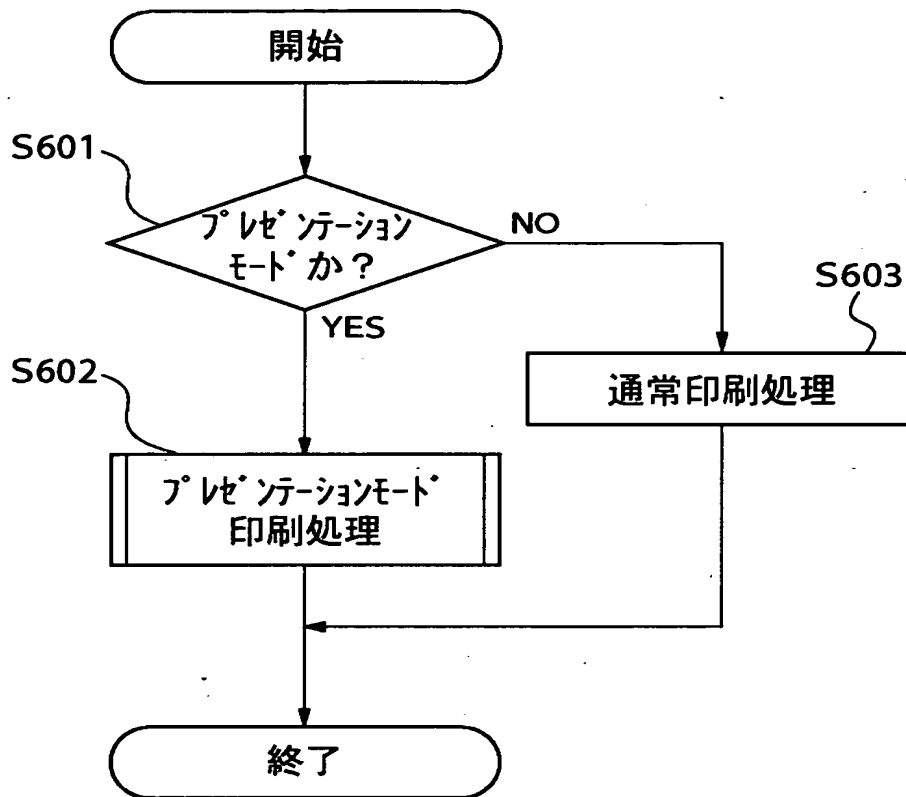 開始
S601
プレゼンテーション
モードか？
NO
YES
S603
通常印刷処理
S602
プレゼンテーションモード
印刷処理
終了